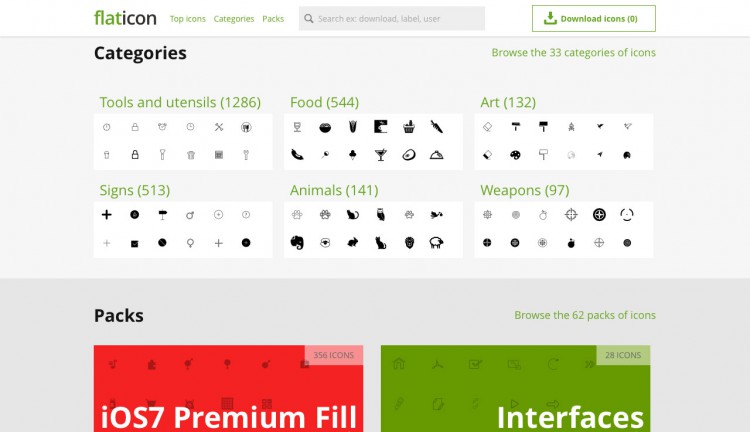 flaticon Top icons Categories Packs Search ex: download, label, user Download icons (0)
Categories Browse the 33 categories of icons
Tools and utensils (1286) Food (544) Art (132)
Signs (513) Animals (141) Weapons (97)
Packs Browse the 62 packs of icons
356 ICONS 28 ICONS
iOS7 Premium Fill Interfaces